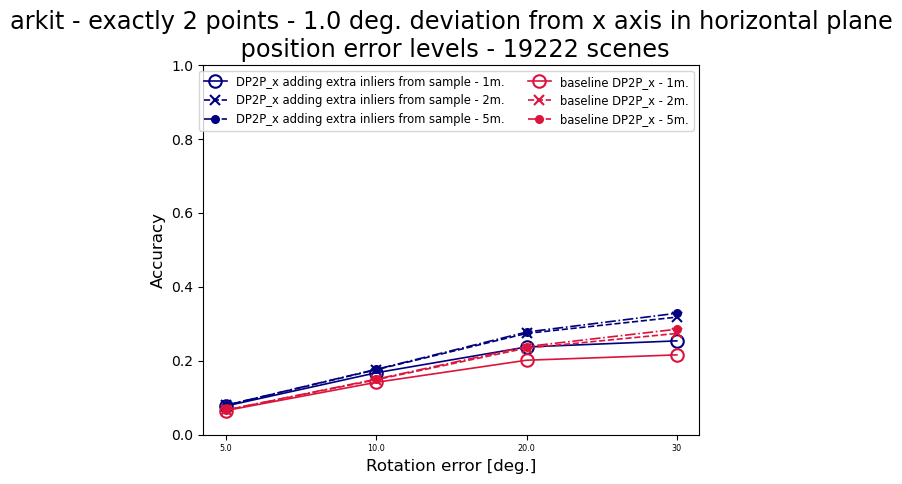 arkit - exactly 2 points - 1.0 deg. deviation from x axis in horizontal plane
position error levels - 19222 scenes
DP2P_x adding extra inliers from sample - 1m.
DP2P_x adding extra inliers from sample - 2m.
DP2P_x adding extra inliers from sample - 5m.
baseline DP2P_x - 1m.
baseline DP2P_x - 2m.
baseline DP2P_x - 5m.
1.0
0.8
0.6
0.4
0.2
0.0
Accuracy
5.0
10.0
20.0
30
Rotation error [deg.]